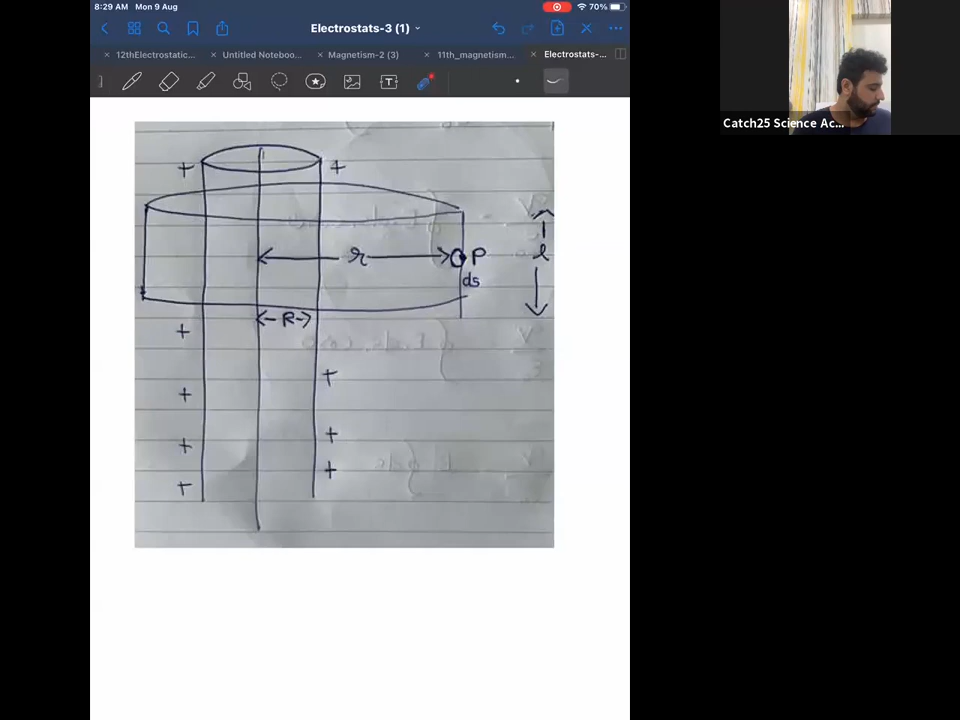 8:29 AM Mon 9 Aug
70%
Electrostats-3 (1)
12thElectrostatic...
Untitled Noteboo...
Magnetism-2 (3)
11th_magnetism...
Electrostats-...
Catch25 Science Ac...
+ +
r P
ds
l
R
+
+
+
+
+
+
+